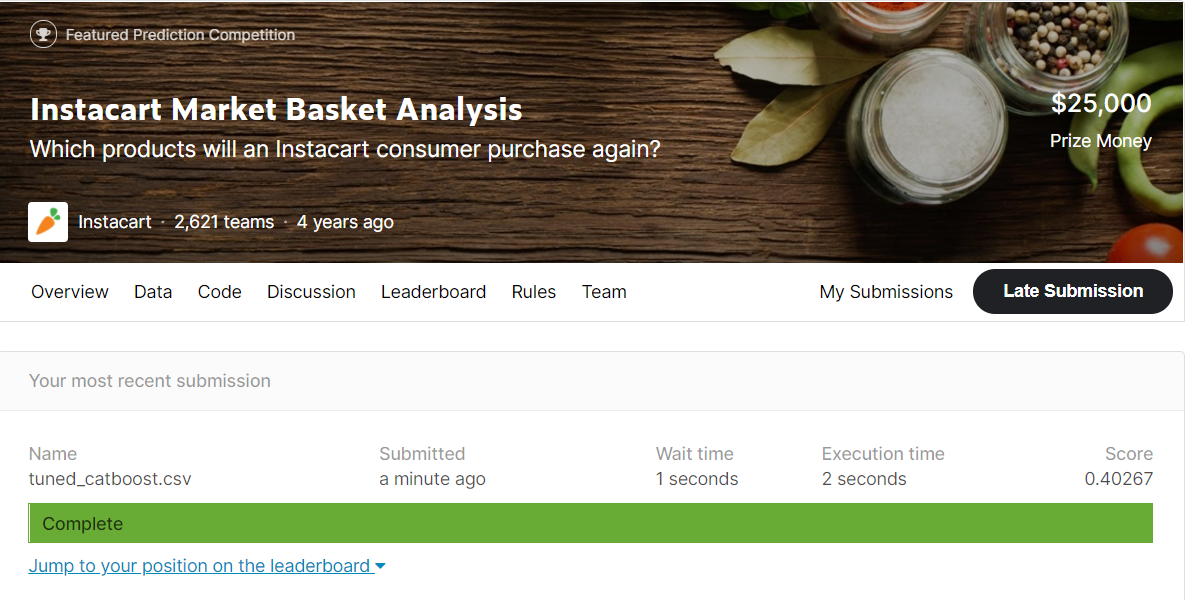 Featured Prediction Competition
Instacart Market Basket Analysis
$25,000
Which products will an Instacart consumer purchase again?
Prize Money
Instacart · 2,621 teams · 4 years ago
Overview Data Code Discussion Leaderboard Rules Team My Submissions Late Submission
Your most recent submission
Name Submitted Wait time Execution time Score
tuned_catboost.csv a minute ago 1 seconds 2 seconds 0.40267
Complete
Jump to your position on the leaderboard